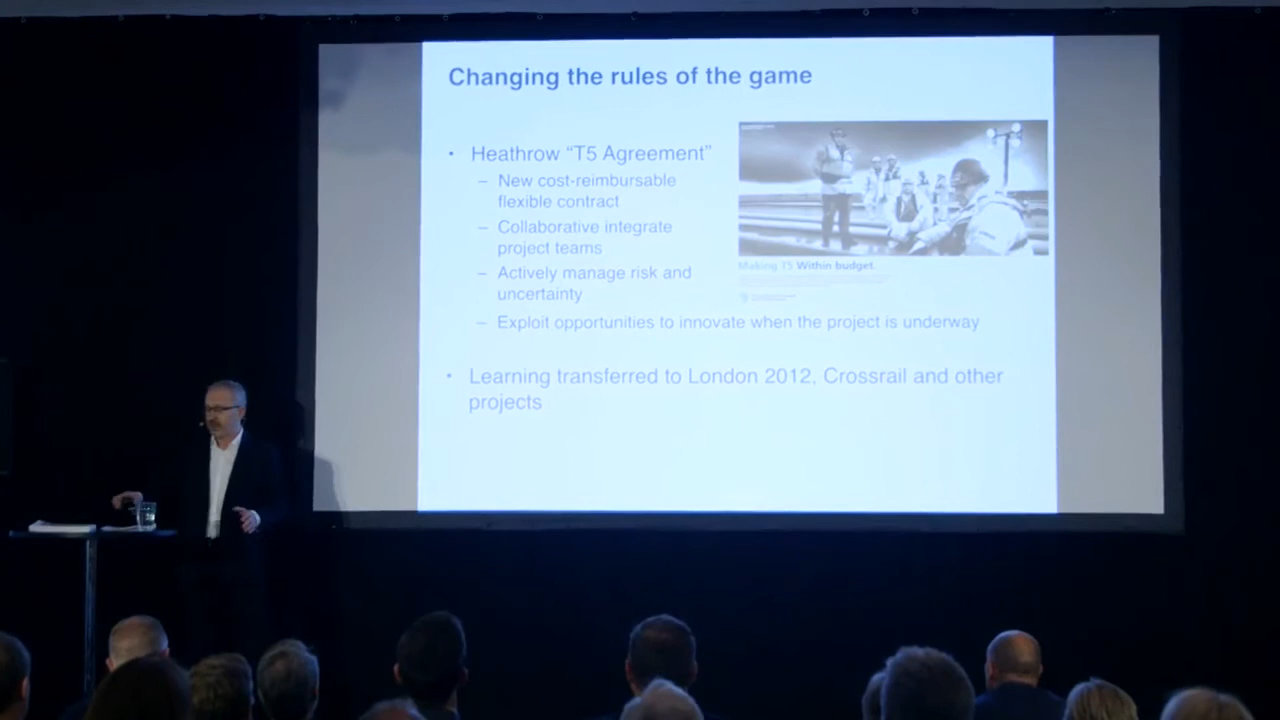 Changing the rules of the game
• Heathrow “T5 Agreement”
– New cost-reimbursable
flexible contract
– Collaborative integrate
project teams
– Actively manage risk and
uncertainty
– Exploit opportunities to innovate when the project is underway
• Learning transferred to London 2012, Crossrail and other
projects
Making T5 Within budget.